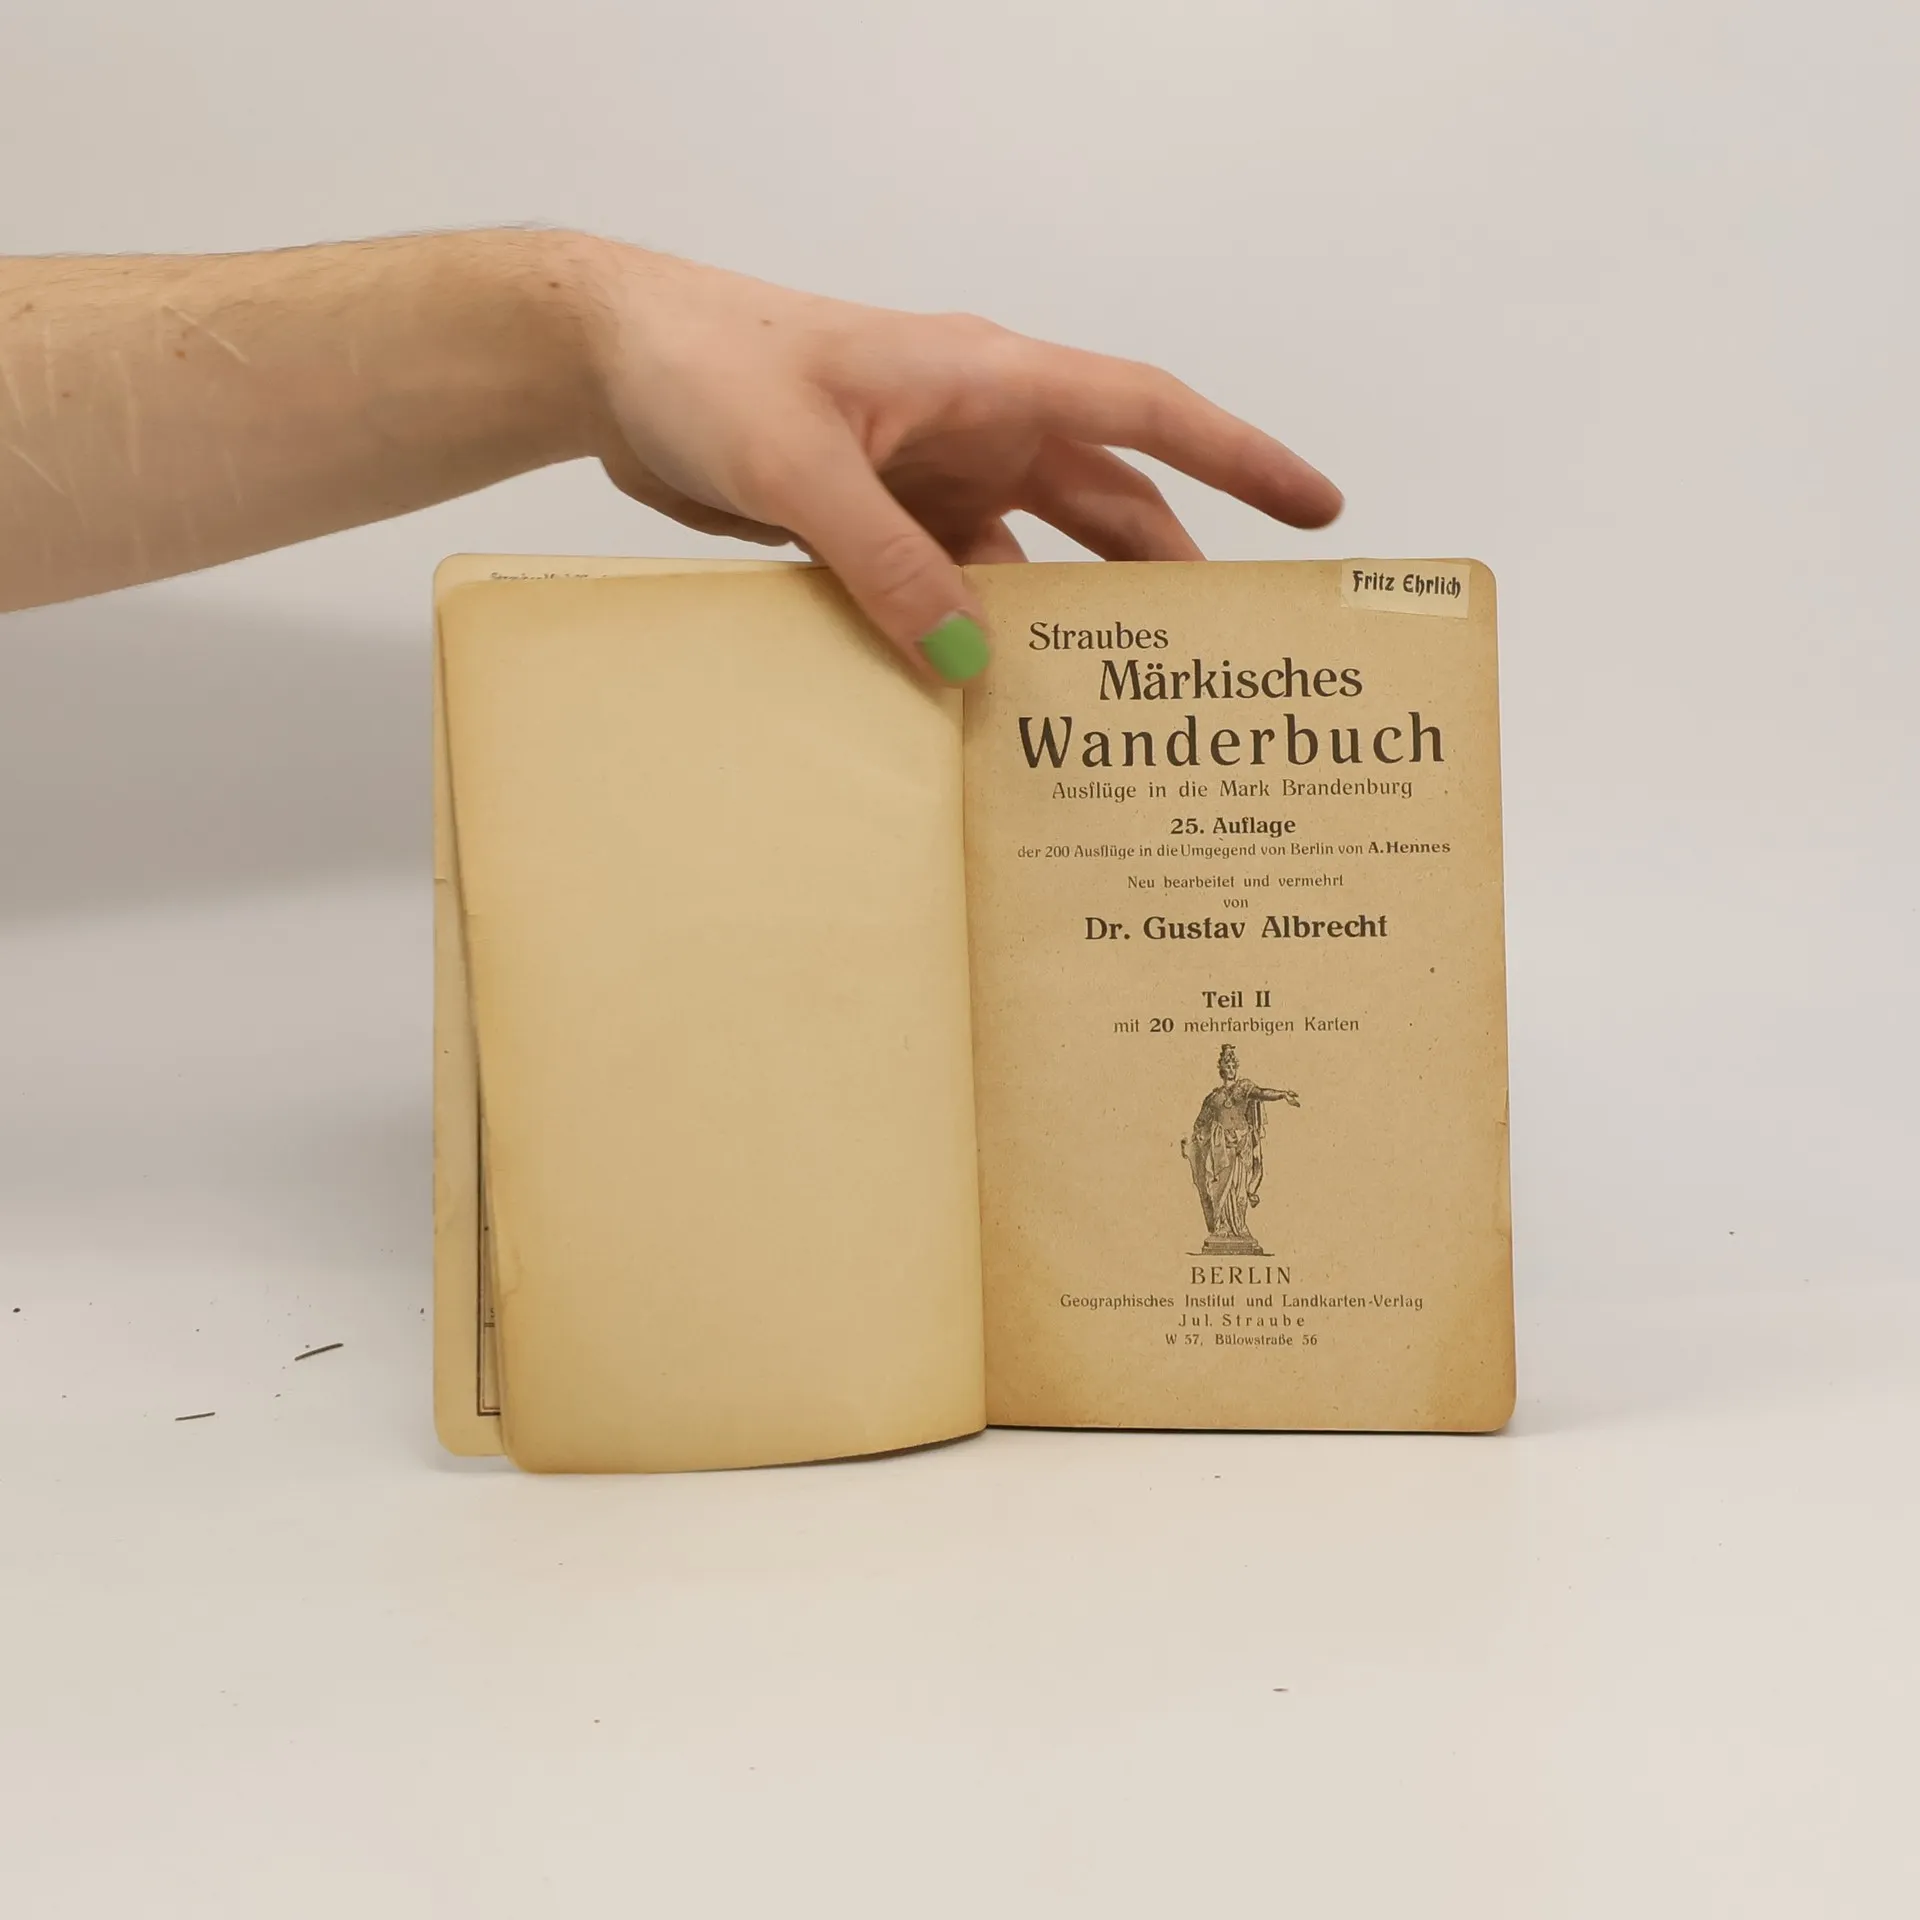 Fritz Ehrlich
Straubes
Märkisches
Wanderbuch
Ausflüge in die Mark Brandenburg
25. Auflage
der 200 Ausflüge in die Umgegend von Berlin von A. Hennes
Neu bearbeitet und vermehrt
von
Dr. Gustav Albrecht
Teil II
mit 20 mehrfarbigen Karten
BERLIN
Geographisches Institut und Landkarten-Verlag
Jul. Straube
W 57, Bülowstraße 56